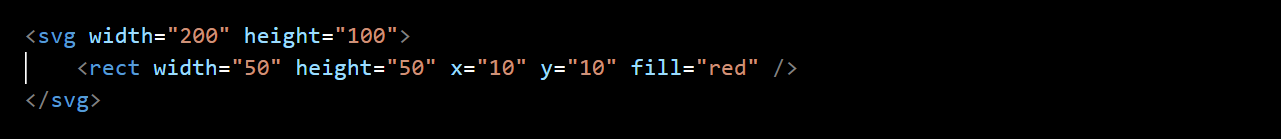 <svg width="200" height="100">
    <rect width="50" height="50" x="10" y="10" fill="red" />
</svg>